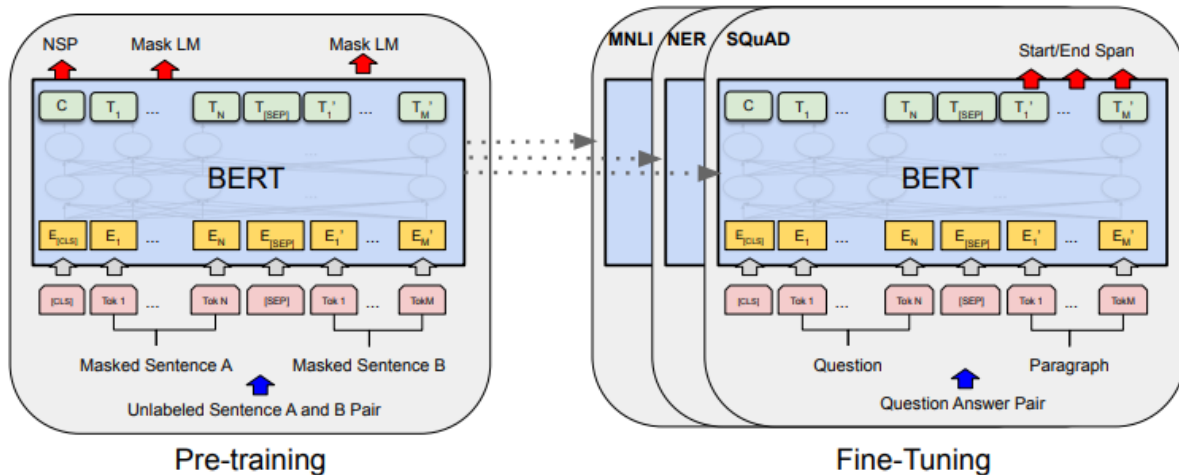 NSP Mask LM Mask LM
C T1 ... TN T[SEP] T1' ... TM'
BERT
E[CLS] E1 ... EN E[SEP] E1' ... EM'
[CLS] Tok 1 ... Tok N [SEP] Tok 1 ... TokM
Masked Sentence A Masked Sentence B
Unlabeled Sentence A and B Pair
Pre-training
MNLI NER SQuAD
Start/End Span
C T1 ... TN T[SEP] T1' ... TM'
BERT
E[CLS] E1 ... EN E[SEP] E1' ... EM'
[CLS] Tok 1 ... Tok N [SEP] Tok 1 ... TokM
Question Paragraph
Question Answer Pair
Fine-Tuning